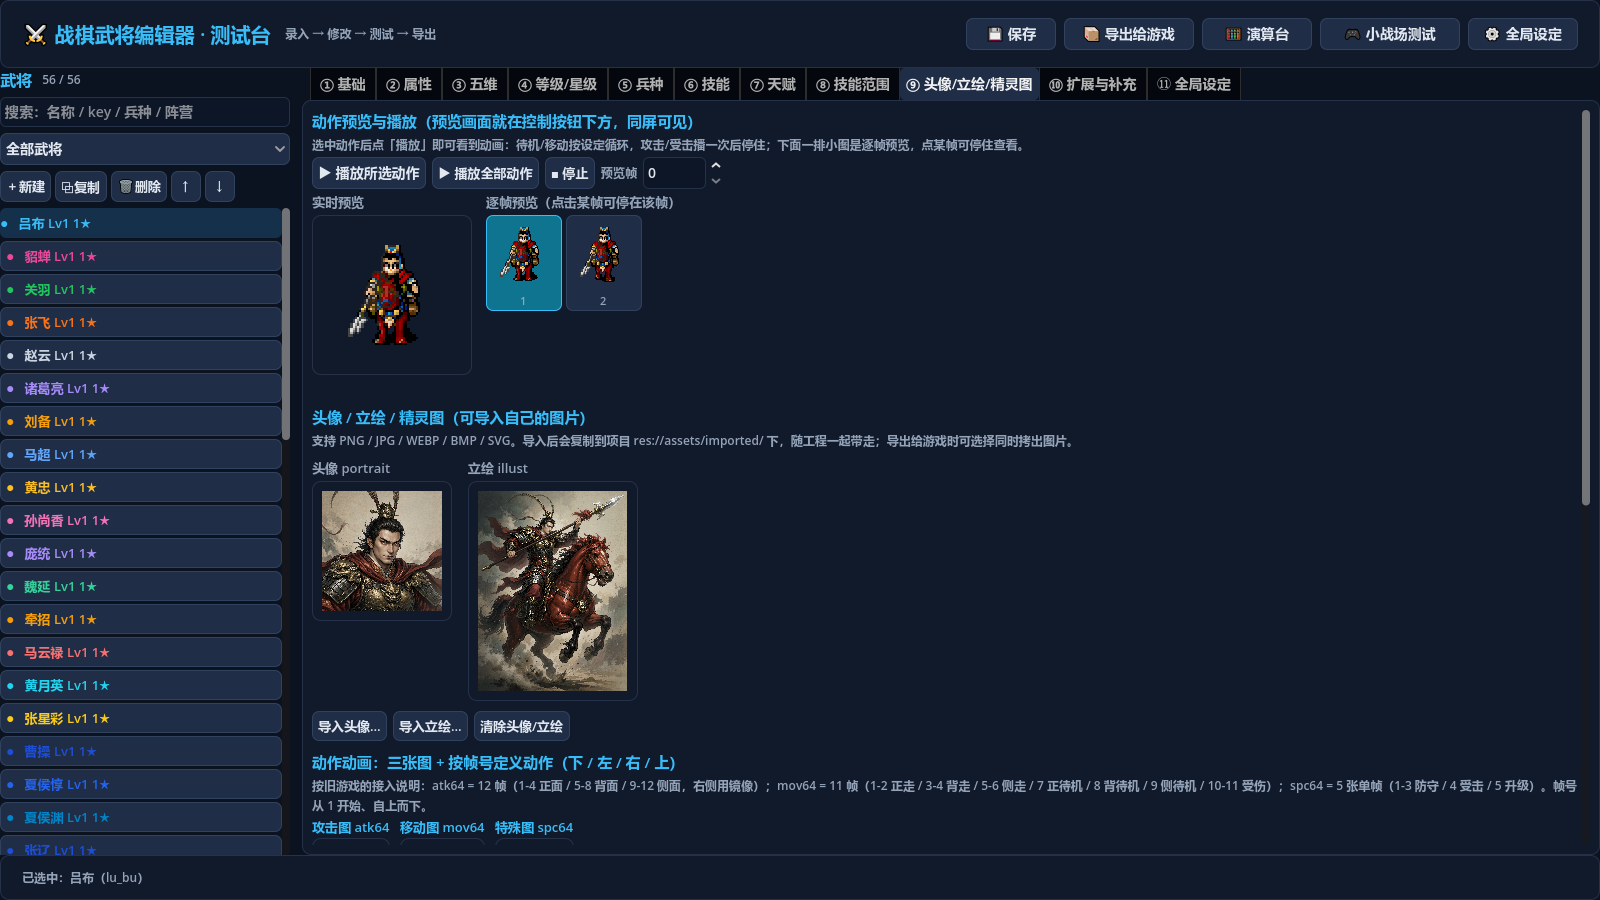 战棋武将编辑器 · 测试台
录入 → 修改 → 测试 → 导出
保存
导出给游戏
演算台
小战场测试
全局设定
武将 56 / 56
搜索：名称 / key / 兵种 / 阵营
全部武将
+ 新建
复制
删除
↑
↓
吕布 Lv1 1★
貂蝉 Lv1 1★
关羽 Lv1 1★
张飞 Lv1 1★
赵云 Lv1 1★
诸葛亮 Lv1 1★
刘备 Lv1 1★
马超 Lv1 1★
黄忠 Lv1 1★
孙尚香 Lv1 1★
庞统 Lv1 1★
魏延 Lv1 1★
牵招 Lv1 1★
马云禄 Lv1 1★
黄月英 Lv1 1★
张星彩 Lv1 1★
曹操 Lv1 1★
夏侯惇 Lv1 1★
夏侯渊 Lv1 1★
张辽 Lv1 1★
① 基础
② 属性
③ 五维
④ 等级/星级
⑤ 兵种
⑥ 技能
⑦ 天赋
⑧ 技能范围
⑨ 头像/立绘/精灵图
⑩ 扩展与补充
⑪ 全局设定
动作预览与播放（预览画面就在控制按钮下方，同屏可见）
选中动作后点「播放」即可看到动画：待机/移动按设定循环，攻击/受击播一次后停住；下面一排小图是逐帧预览，点某帧可停住查看。
▶ 播放所选动作
▶ 播放全部动作
■ 停止
预览帧
0
实时预览
逐帧预览（点击某帧可停在该帧）
1
2
头像 / 立绘 / 精灵图（可导入自己的图片）
支持 PNG / JPG / WEBP / BMP / SVG。导入后会复制到项目 res://assets/imported/ 下，随工程一起带走；导出给游戏时可选择同时拷出图片。
头像 portrait
立绘 illust
导入头像...
导入立绘...
清除头像/立绘
动作动画：三张图 + 按帧号定义动作（下 / 左 / 右 / 上）
按旧游戏的接入说明：atk64 = 12 帧（1-4 正面 / 5-8 背面 / 9-12 侧面，右侧用镜像）；mov64 = 11 帧（1-2 正走 / 3-4 背走 / 5-6 侧走 / 7 正待机 / 8 背待机 / 9 侧待机 / 10-11 受伤）；spc64 = 5 张单帧（1-3 防守 / 4 受击 / 5 升级）。帧号
从 1 开始、自上而下。
攻击图 atk64
移动图 mov64
特殊图 spc64
已选中：吕布（lu_bu）